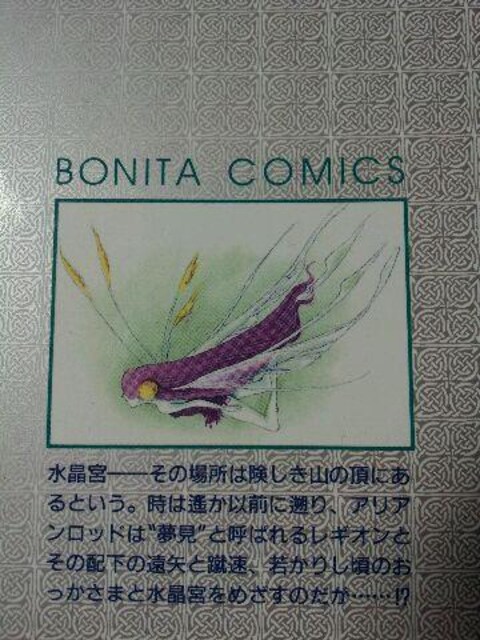 BONITA COMICS
水晶宮――その場所は険しき山の頂にあ
るという。時は遙か以前に遡り、アリア
ンロッドは“夢見”と呼ばれるレギオンと
その配下の遠矢と蹴速、若かりし頃のお
っかさまと水晶宮をめざすのだが……!?